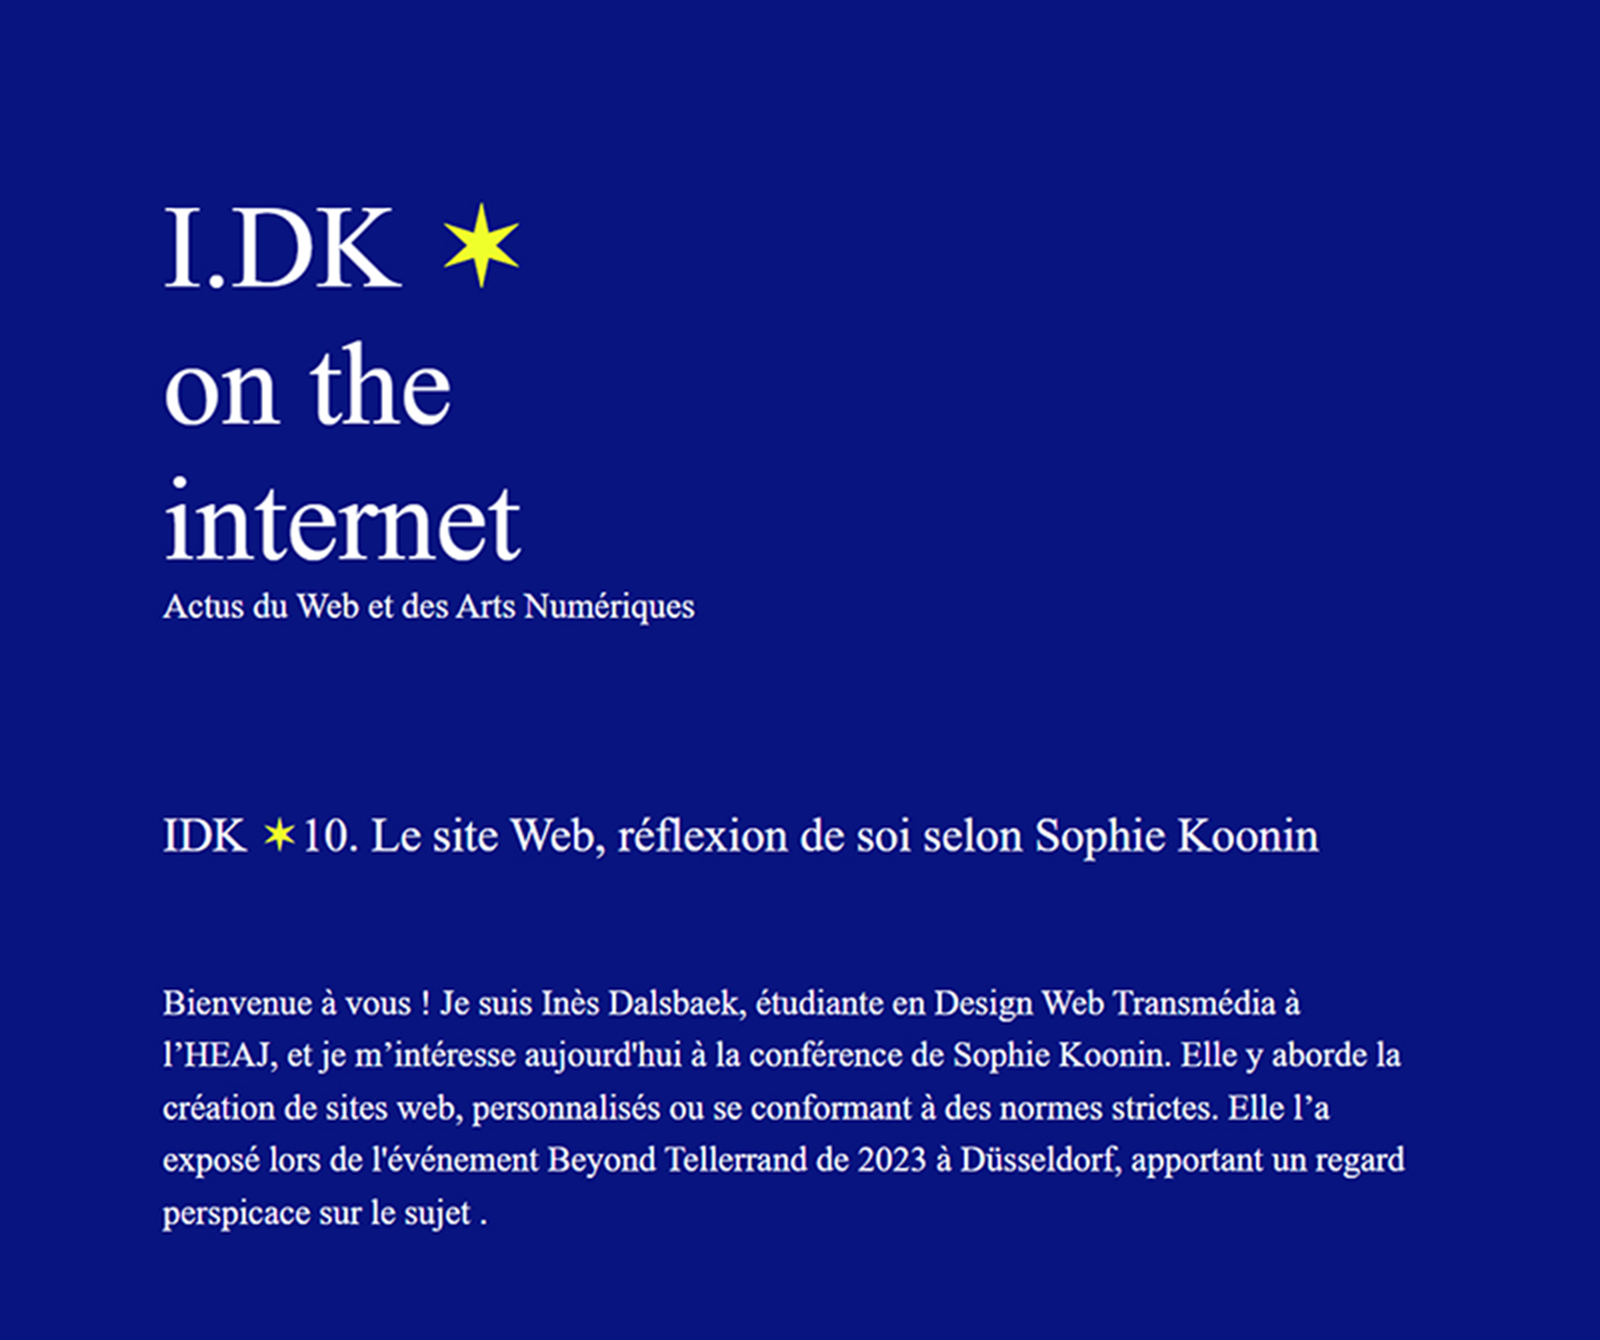 I.DK ✶
on the
internet
Actus du Web et des Arts Numériques
IDK ✶10. Le site Web, réflexion de soi selon Sophie Koonin
Bienvenue à vous ! Je suis Inès Dalsbaek, étudiante en Design Web Transmédia à
l’HEAJ, et je m’intéresse aujourd'hui à la conférence de Sophie Koonin. Elle y aborde la
création de sites web, personnalisés ou se conformant à des normes strictes. Elle l’a
exposé lors de l'événement Beyond Tellerrand de 2023 à Düsseldorf, apportant un regard
perspicace sur le sujet .